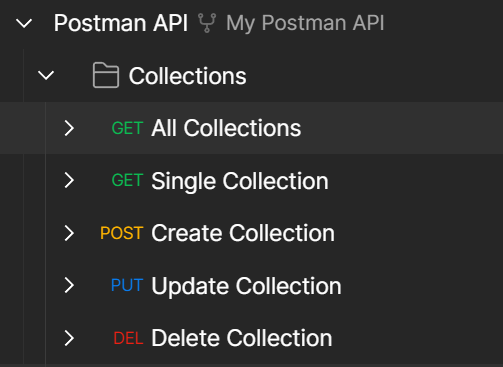 Postman API My Postman API
Collections
GET All Collections
GET Single Collection
POST Create Collection
PUT Update Collection
DEL Delete Collection